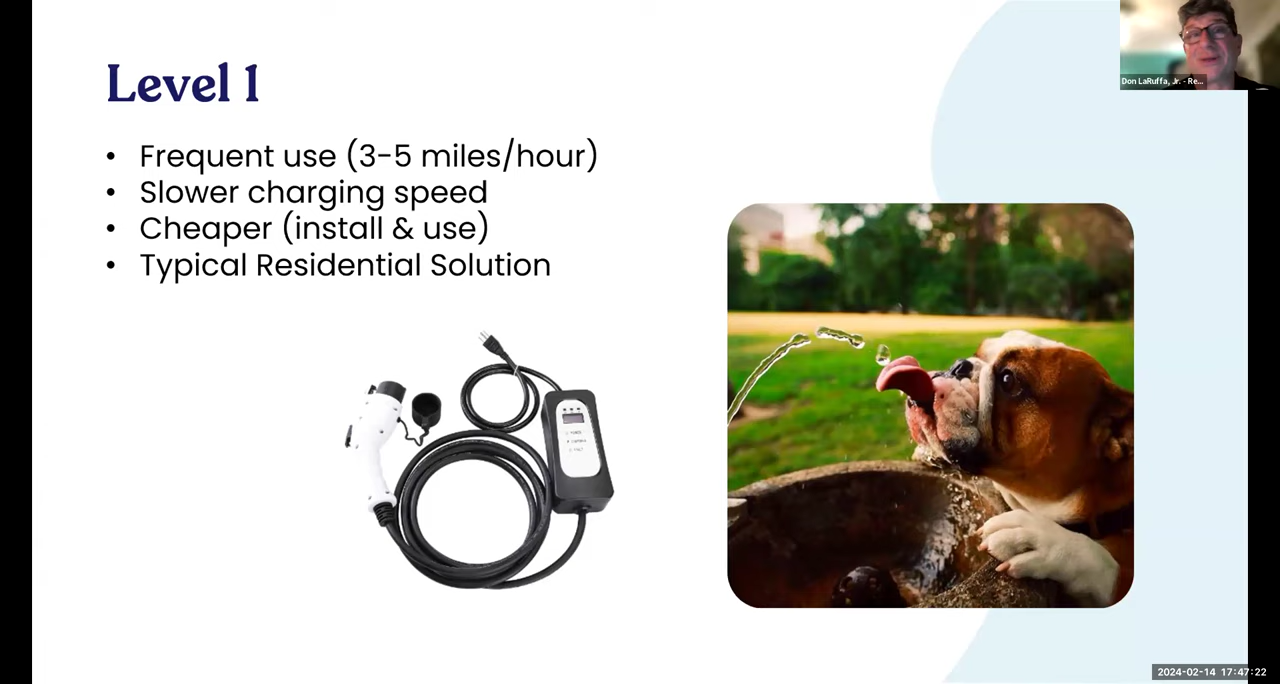 Level 1
• Frequent use (3-5 miles/hour)
• Slower charging speed
• Cheaper (install & use)
• Typical Residential Solution
Don LaRuffa, Jr. - Re...
2024-02-14 17:47:22